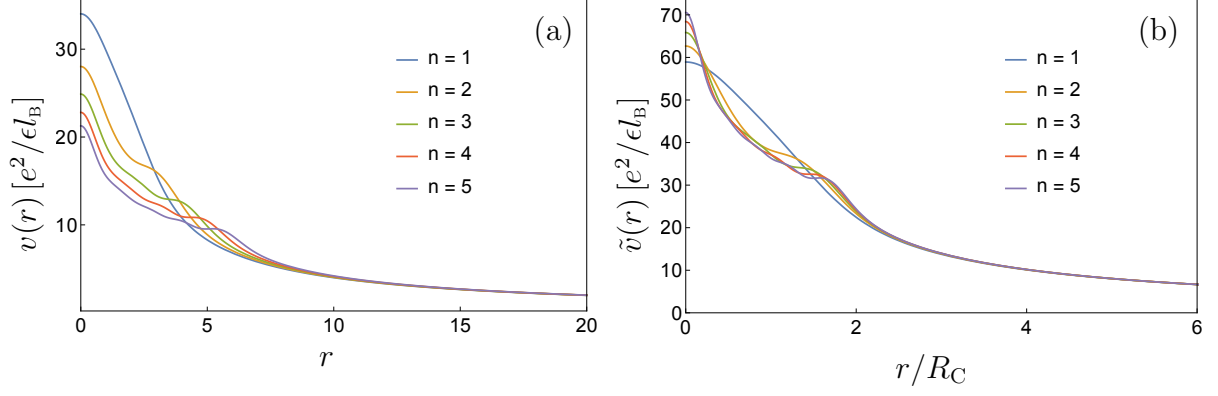 (a)
v(r) [e²/ϵl_B]
30
20
10
0
5
10
15
20
r
n = 1
n = 2
n = 3
n = 4
n = 5
(b)
ṽ(r) [e²/ϵl_B]
70
60
50
40
30
20
10
0
0
2
4
6
r/R_C
n = 1
n = 2
n = 3
n = 4
n = 5